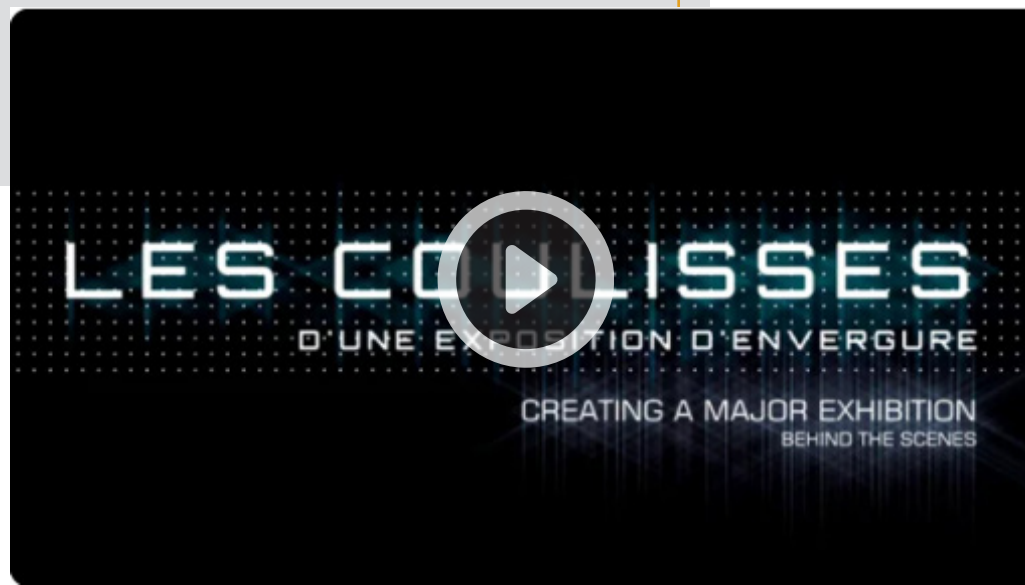 LES COULISSES
D'UNE EXPOSITION D'ENVERGURE
CREATING A MAJOR EXHIBITION
BEHIND THE SCENES